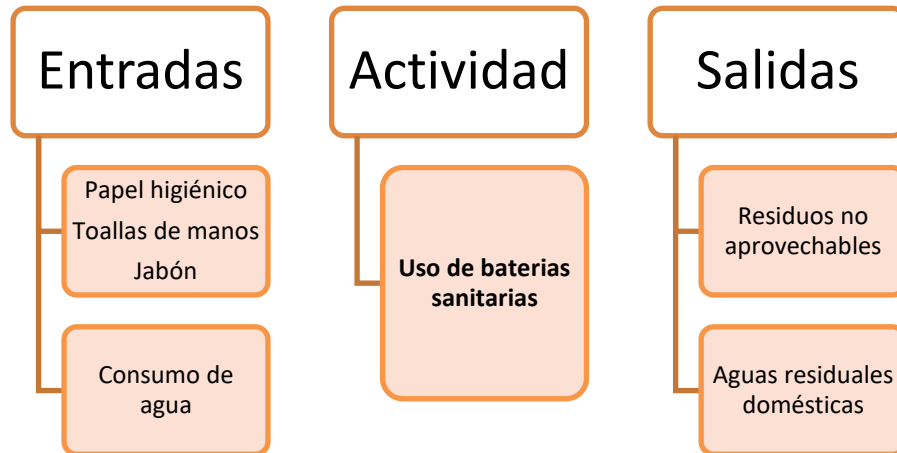 Entradas
Papel higiénico
Toallas de manos
Jabón
Consumo de
agua
Actividad
Uso de baterias
sanitarias
Salidas
Residuos no
aprovechables
Aguas residuales
domésticas